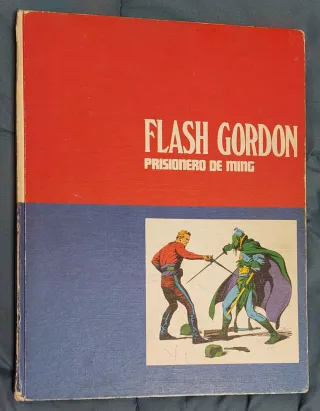 FLASH GORDON
PRISIONERO DE MING